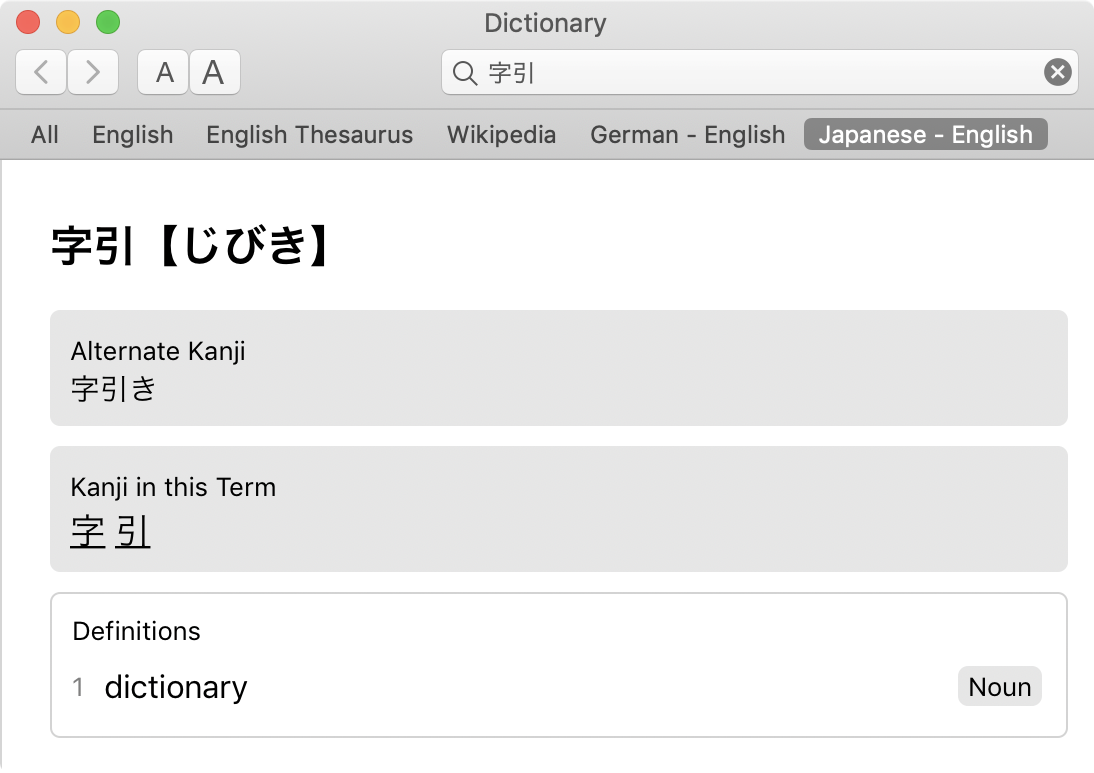 Dictionary
A A 字引
All English English Thesaurus Wikipedia German - English Japanese - English
字引【じびき】
Alternate Kanji
字引き
Kanji in this Term
字 引
Definitions
1 dictionary Noun